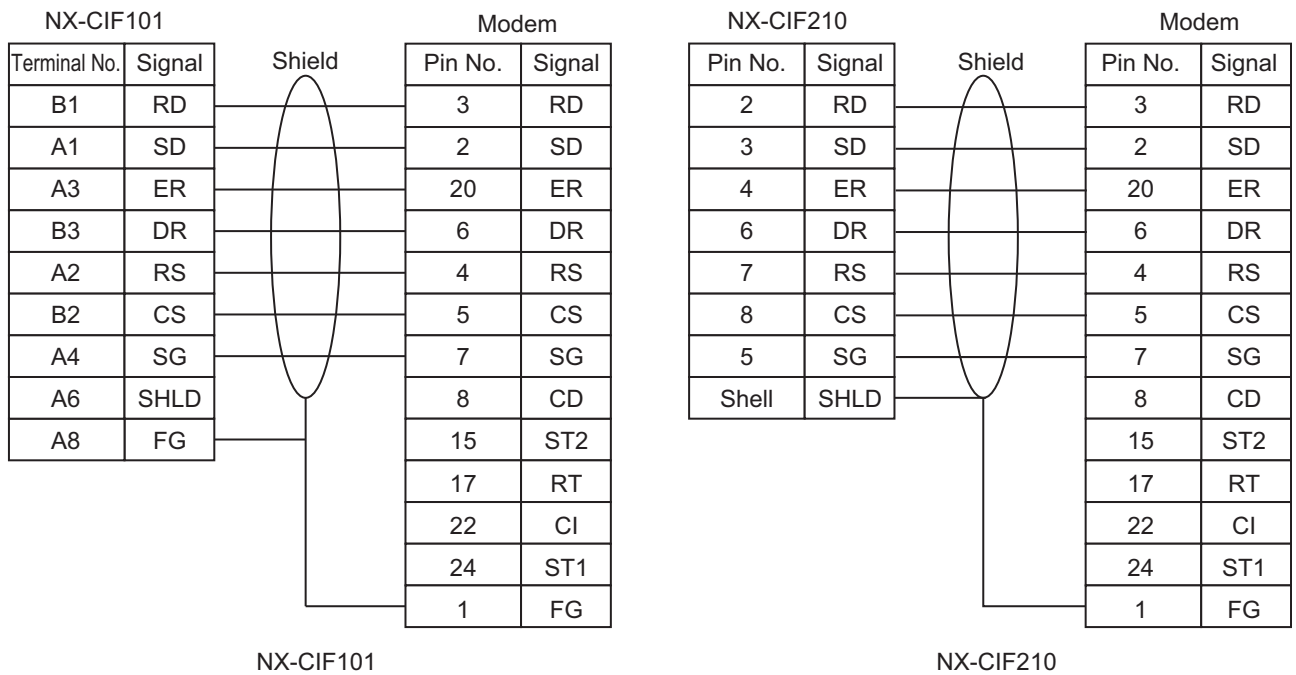 NX-CIF101
Modem
Terminal No. Signal
Shield
Pin No. Signal
B1 RD
3 RD
A1 SD
2 SD
A3 ER
20 ER
B3 DR
6 DR
A2 RS
4 RS
B2 CS
5 CS
A4 SG
7 SG
A6 SHLD
8 CD
A8 FG
15 ST2
17 RT
22 CI
24 ST1
1 FG
NX-CIF101
NX-CIF210
Modem
Pin No. Signal
Shield
Pin No. Signal
2 RD
3 RD
3 SD
2 SD
4 ER
20 ER
6 DR
6 DR
7 RS
4 RS
8 CS
5 CS
5 SG
7 SG
Shell SHLD
8 CD
15 ST2
17 RT
22 CI
24 ST1
1 FG
NX-CIF210